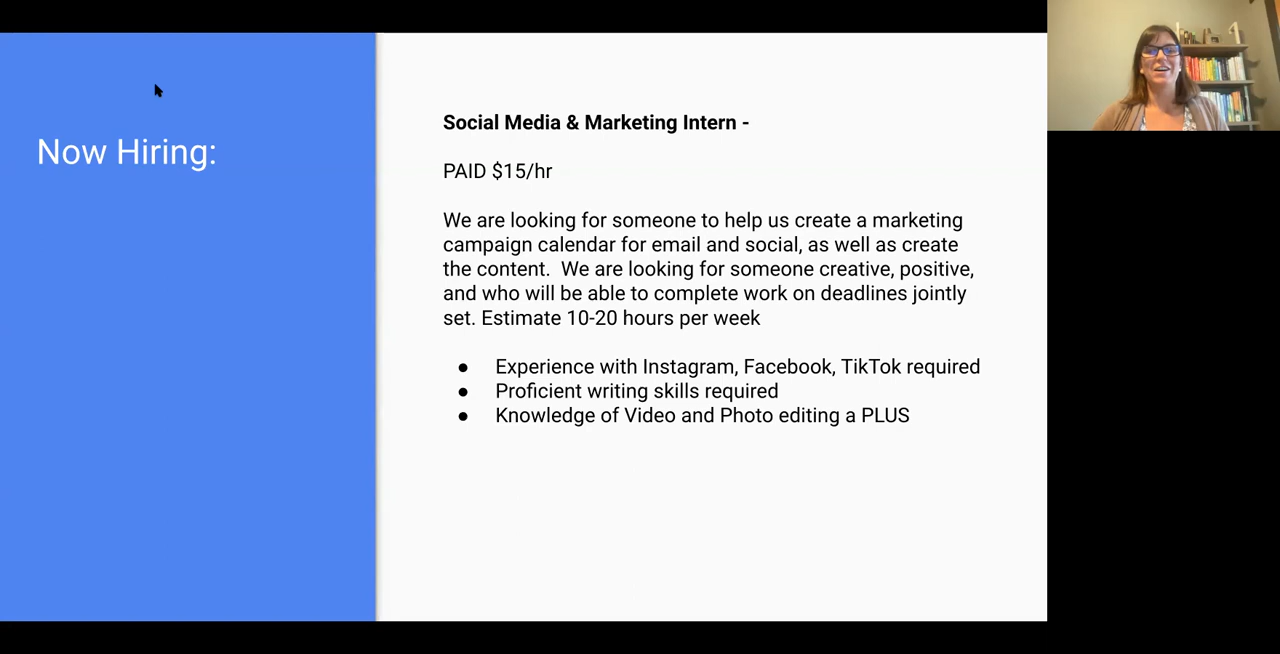 Now Hiring:
Social Media & Marketing Intern -
PAID $15/hr
We are looking for someone to help us create a marketing
campaign calendar for email and social, as well as create
the content.  We are looking for someone creative, positive,
and who will be able to complete work on deadlines jointly
set. Estimate 10-20 hours per week
● Experience with Instagram, Facebook, TikTok required
● Proficient writing skills required
● Knowledge of Video and Photo editing a PLUS